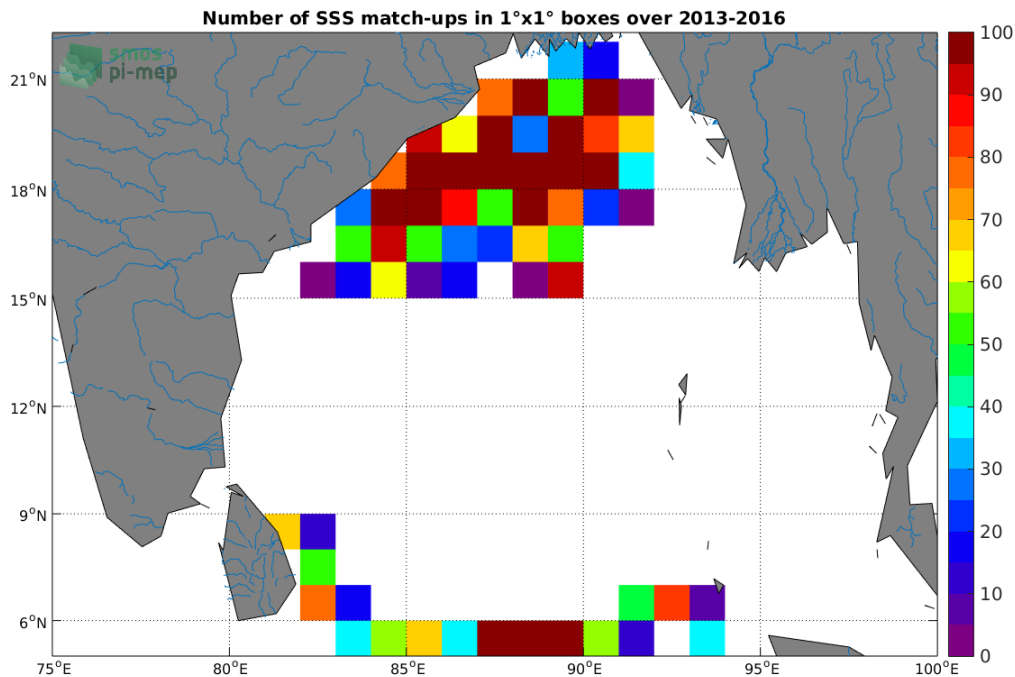 Number of SSS match-ups in 1°x1° boxes over 2013-2016
smos
pi-mep
21°N
18°N
15°N
12°N
9°N
6°N
75°E
80°E
85°E
90°E
95°E
100°E
100
90
80
70
60
50
40
30
20
10
0